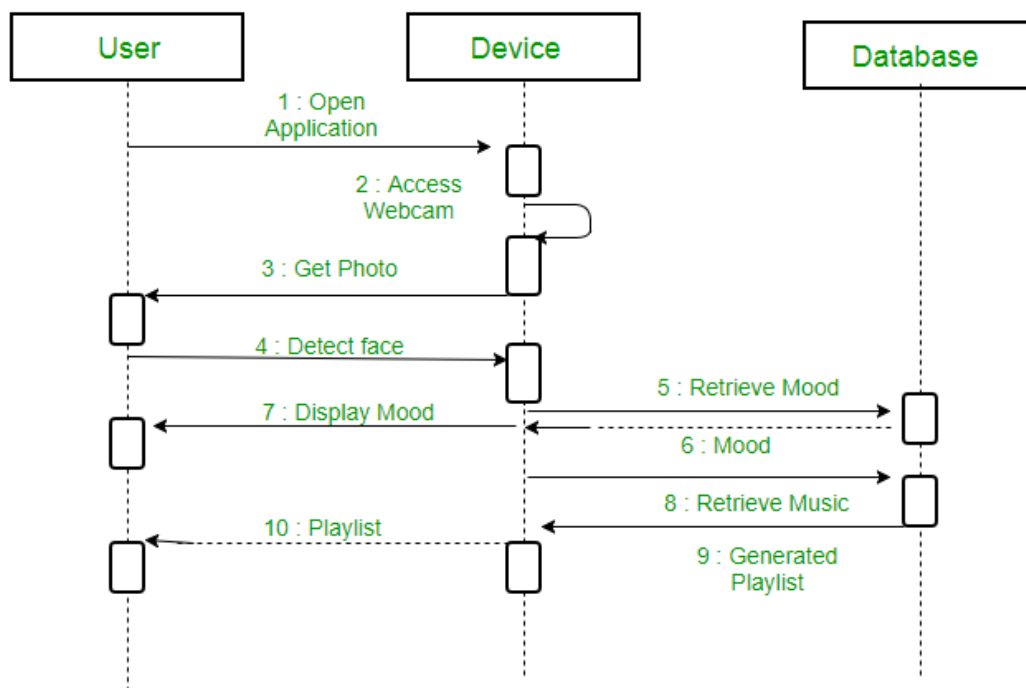 User
Device
Database
1 : Open
Application
2 : Access
Webcam
3 : Get Photo
4 : Detect face
5 : Retrieve Mood
7 : Display Mood
6 : Mood
8 : Retrieve Music
10 : Playlist
9 : Generated
Playlist